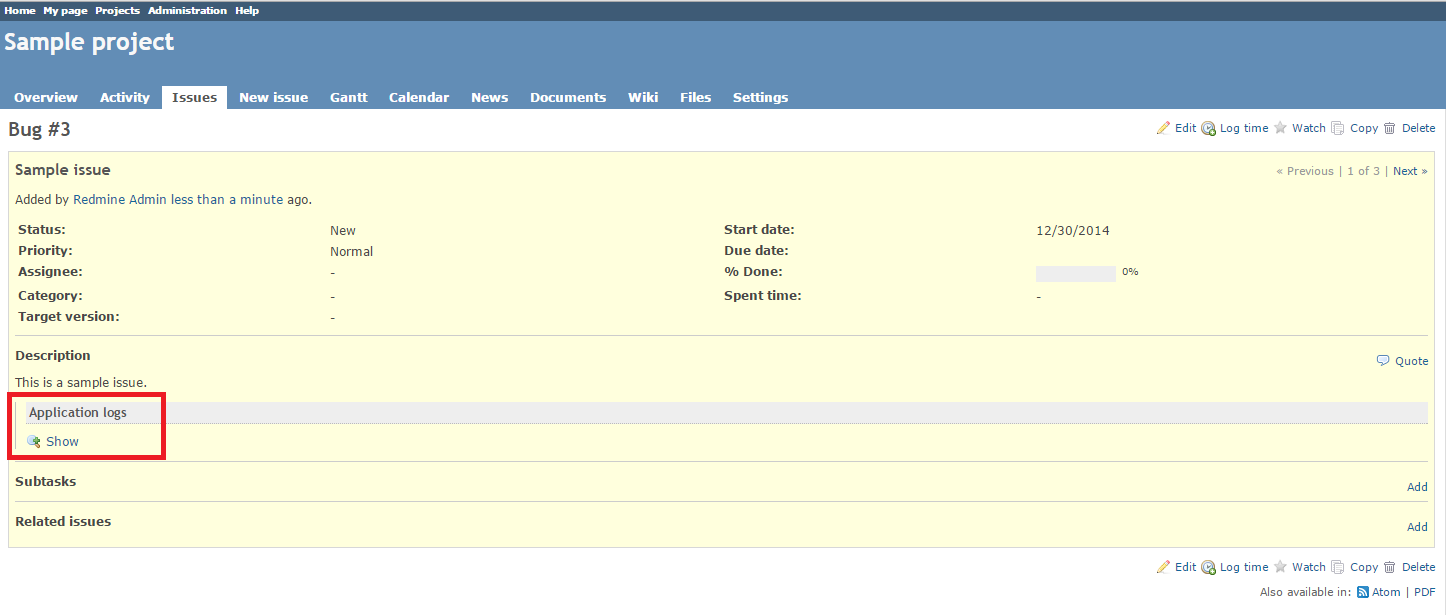 Home My page Projects Administration Help
Sample project
Overview Activity Issues New issue Gantt Calendar News Documents Wiki Files Settings
Bug #3 Edit Log time Watch Copy Delete
Sample issue « Previous | 1 of 3 | Next »
Added by Redmine Admin less than a minute ago.
Status: New Start date: 12/30/2014
Priority: Normal Due date:
Assignee: - % Done: 0%
Category: - Spent time: -
Target version: -
Description Quote
This is a sample issue.
Application logs
Show
Subtasks Add
Related issues Add
Edit Log time Watch Copy Delete
Also available in: Atom | PDF